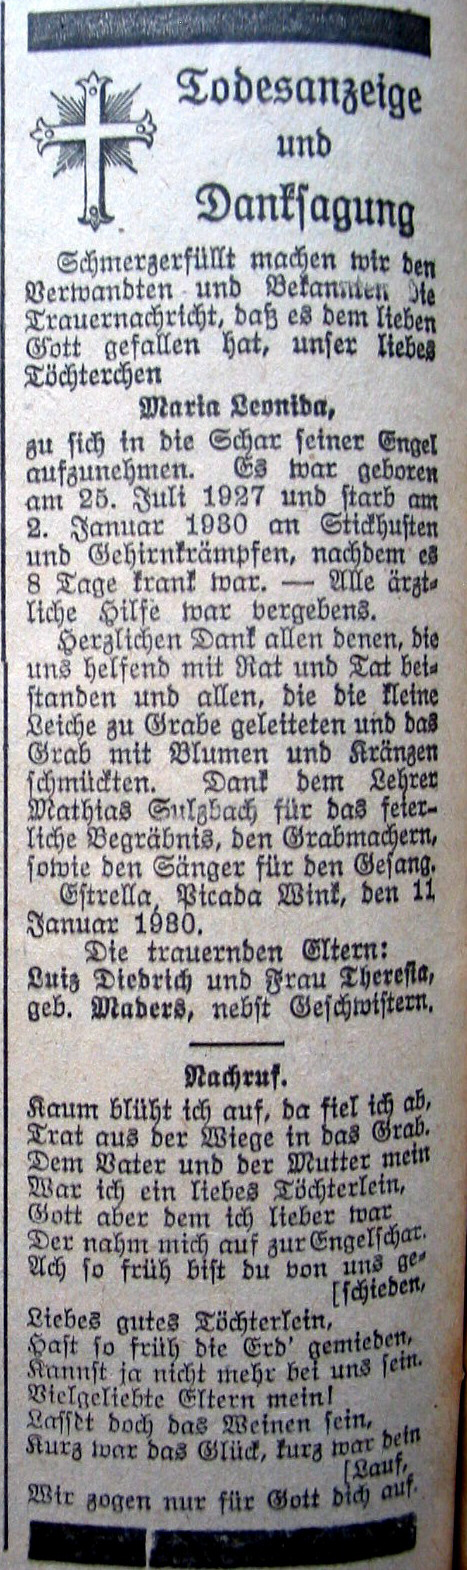 Todesanzeige
und
Danksagung
Schmerzerfüllt machen wir den
Verwandten und Bekannten die
Trauernachricht, daß es dem lieben
Gott gefallen hat, unser liebes
Töchterchen
Maria Leonida,
zu sich in die Schar seiner Engel
aufzunehmen. Es war geboren
am 25. Juli 1927 und starb am
2. Januar 1930 an Stickhusten
und Gehirnkrämpfen, nachdem es
8 Tage krank war. — Alle ärzt-
liche Hilfe war vergebens.
Herzlichen Dank allen denen, die
uns helfend mit Rat und Tat bei-
standen und allen, die die kleine
Leiche zu Grabe geleiteten und das
Grab mit Blumen und Kränzen
schmückten. Dank dem Lehrer
Mathias Sulzbach für das feier-
liche Begräbnis, den Grabmachern,
sowie den Sänger für den Gesang.
Estrella, Picada Wink, den 11
Januar 1930.
Die trauernden Eltern:
Luiz Diedrich und Frau Theresia,
geb. Maders, nebst Geschwistern.
Nachruf.
Kaum blüht ich auf, da fiel ich ab,
Trat aus der Wiege in das Grab.
Dem Vater und der Mutter mein
War ich ein liebes Töchterlein,
Gott aber dem ich lieber war
Der nahm mich auf zur Engelschar.
Ach so früh bist du von uns ge-
[schieden,
Liebes gutes Töchterlein,
Hast so früh die Erd' gemieden,
Kannst ja nicht mehr bei uns sein.
Vielgeliebte Eltern mein!
Lasset doch das Weinen sein,
Kurz war das Glück, kurz war dein
[Lauf,
Wir zogen nur für Gott dich auf.